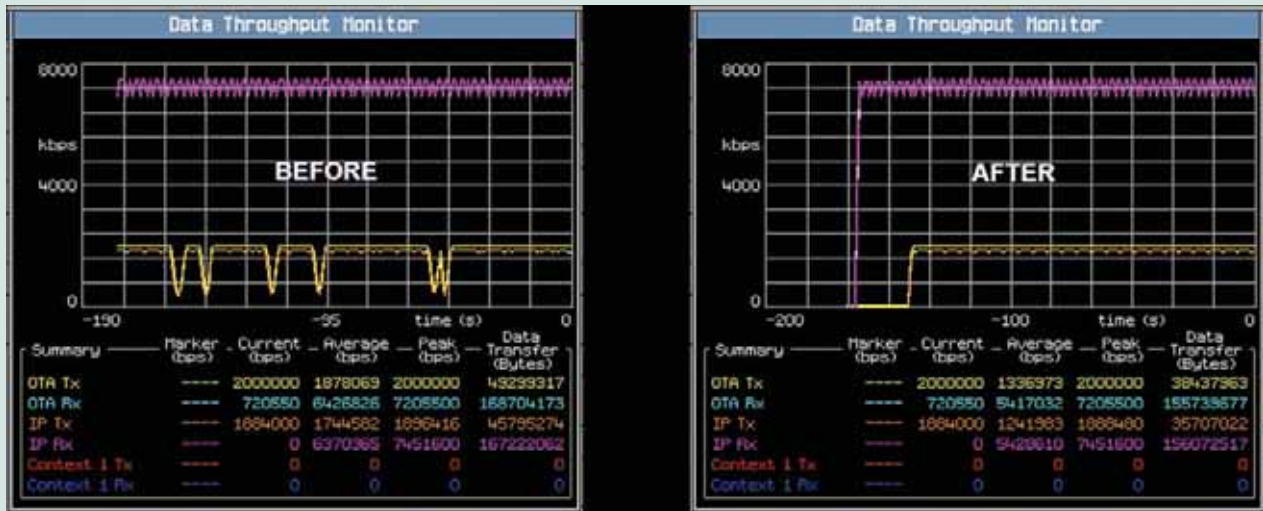 Data Throughput Monitor
8000
kbps
BEFORE
4000
0
-190 -95 time (s) 0
Summary Marker (bps) Current (bps) Average (bps) Peak (bps) Data Transfer (Bytes)
OTA Tx ---- 2000000 1878069 2000000 49299317
OTA Rx ---- 720550 6426826 7205500 168704173
IP Tx ---- 1884000 1744582 1896416 45795274
IP Rx ---- 0 6370365 7451600 167222062
Context 1 Tx ---- 0 0 0 0
Context 1 Rx ---- 0 0 0 0
Data Throughput Monitor
8000
kbps
AFTER
4000
0
-200 -100 time (s) 0
Summary Marker (bps) Current (bps) Average (bps) Peak (bps) Data Transfer (Bytes)
OTA Tx ---- 2000000 1336973 2000000 38437963
OTA Rx ---- 720550 5417032 7205500 155739677
IP Tx ---- 1884000 1241983 1888480 35707022
IP Rx ---- 0 5428610 7451600 156072517
Context 1 Tx ---- 0 0 0 0
Context 1 Rx ---- 0 0 0 0